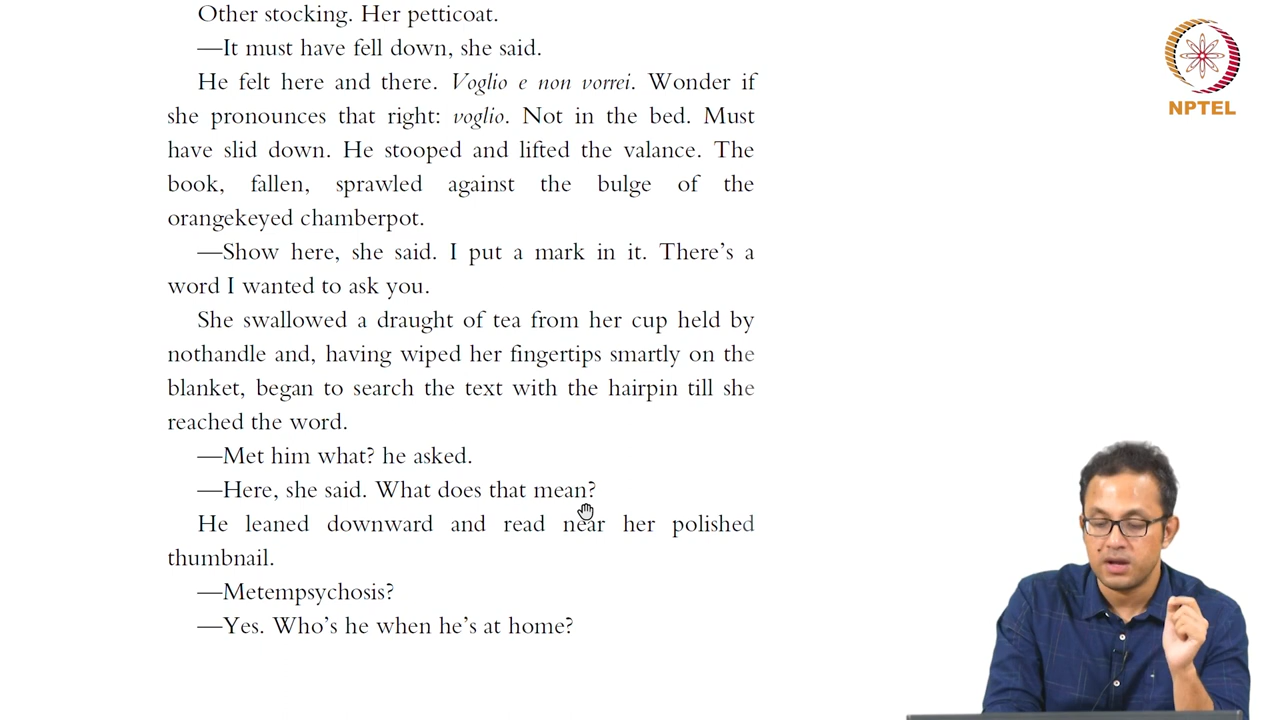 Other stocking. Her petticoat.
—It must have fell down, she said.
He felt here and there. Voglio e non vorrei. Wonder if
she pronounces that right: voglio. Not in the bed. Must
have slid down. He stooped and lifted the valance. The
book, fallen, sprawled against the bulge of the
orangekeyed chamberpot.
—Show here, she said. I put a mark in it. There's a
word I wanted to ask you.
She swallowed a draught of tea from her cup held by
nothandle and, having wiped her fingertips smartly on the
blanket, began to search the text with the hairpin till she
reached the word.
—Met him what? he asked.
—Here, she said. What does that mean?
He leaned downward and read near her polished
thumbnail.
—Metempsychosis?
—Yes. Who's he when he's at home?
NPTEL